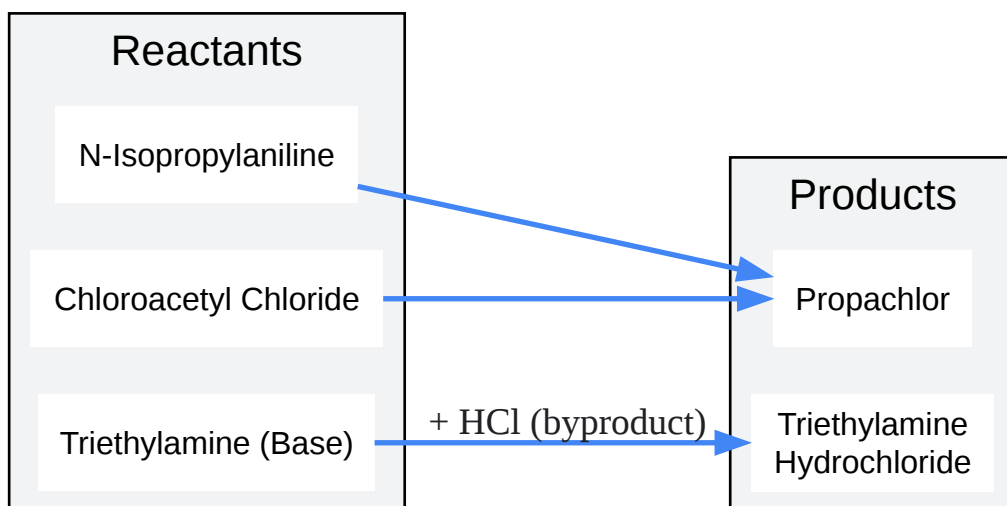 Reactants
N-Isopropylaniline
Chloroacetyl Chloride
Triethylamine (Base)
+ HCl (byproduct)
Products
Propachlor
Triethylamine
Hydrochloride